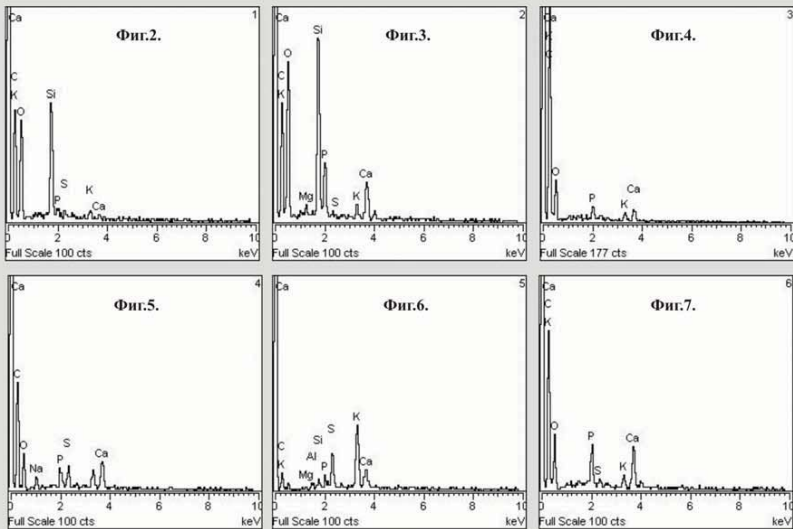 1
Ca
Фиг.2.
C
K
O
Si
P
S
K
Ca
0 2 4 6 8 10
Full Scale 100 cts keV
2
Ca
Фиг.3.
C
K
O
Si
Mg
P
S
K
Ca
0 2 4 6 8 10
Full Scale 100 cts keV
3
Ca
Фиг.4.
K
C
O
P
K
Ca
0 2 4 6 8 10
Full Scale 177 cts keV
4
Ca
Фиг.5.
C
O
Na
P
S
Ca
0 2 4 6 8 10
Full Scale 100 cts keV
5
Ca
Фиг.6.
C
K
Mg
Al
Si
P
S
K
Ca
0 2 4 6 8 10
Full Scale 100 cts keV
6
Ca
Фиг.7.
C
K
O
P
S
K
Ca
0 2 4 6 8 10
Full Scale 100 cts keV